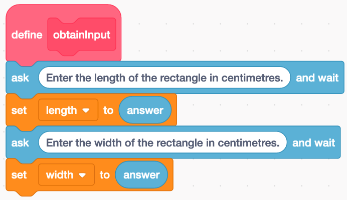 define obtainInput
ask Enter the length of the rectangle in centimetres. and wait
set length to answer
ask Enter the width of the rectangle in centimetres. and wait
set width to answer